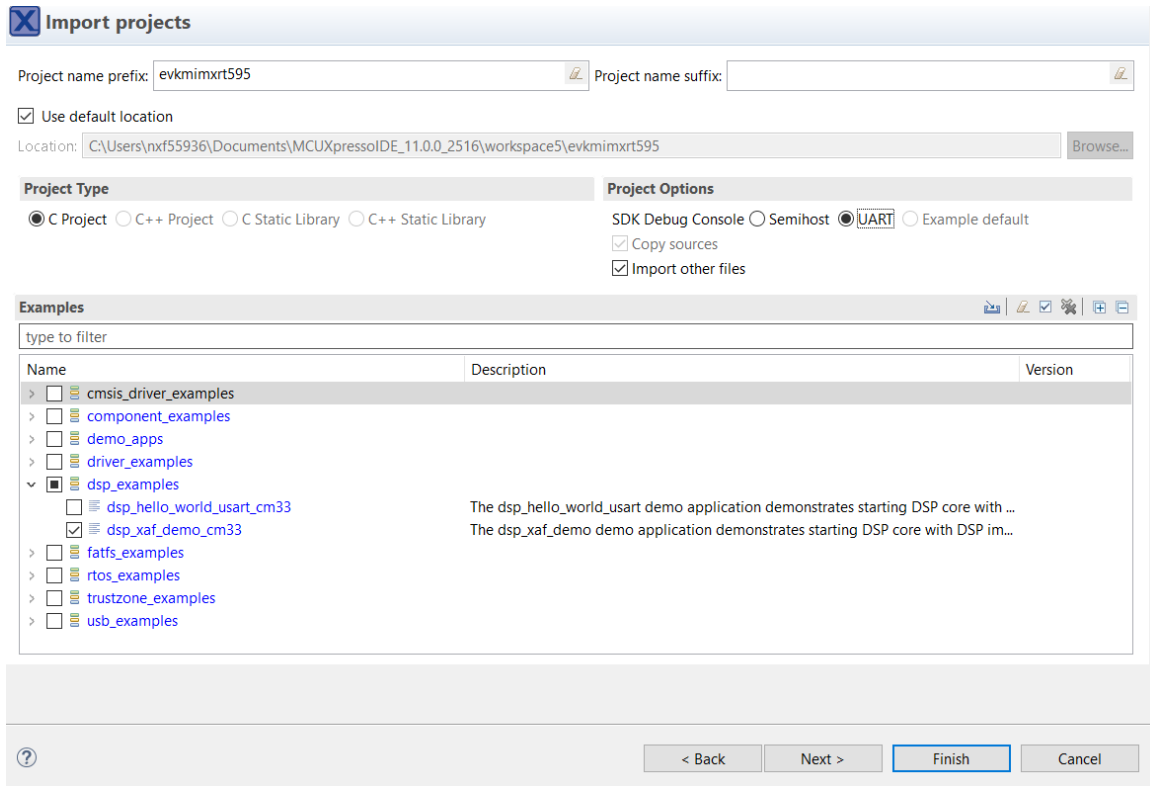 Import projects
Project name prefix: evkmimxrt595 Project name suffix:
Use default location
Location: C:\Users\nxf55936\Documents\MCUXpressoIDE_11.0.0_2516\workspace5\evkmimxrt595 Browse...
Project Type Project Options
C Project C++ Project C Static Library C++ Static Library SDK Debug Console Semihost UART Example default
Copy sources
Import other files
Examples
type to filter
Name Description Version
cmsis_driver_examples
component_examples
demo_apps
driver_examples
dsp_examples
dsp_hello_world_usart_cm33 The dsp_hello_world_usart demo application demonstrates starting DSP core with ...
dsp_xaf_demo_cm33 The dsp_xaf_demo demo application demonstrates starting DSP core with DSP im...
fatfs_examples
rtos_examples
trustzone_examples
usb_examples
< Back Next > Finish Cancel